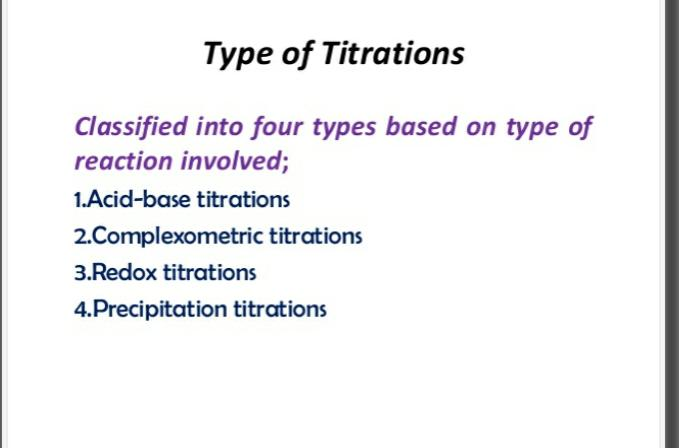 Type of Titrations
Classified into four types based on type of
reaction involved;
1.Acid-base titrations
2.Complexometric titrations
3.Redox titrations
4.Precipitation titrations